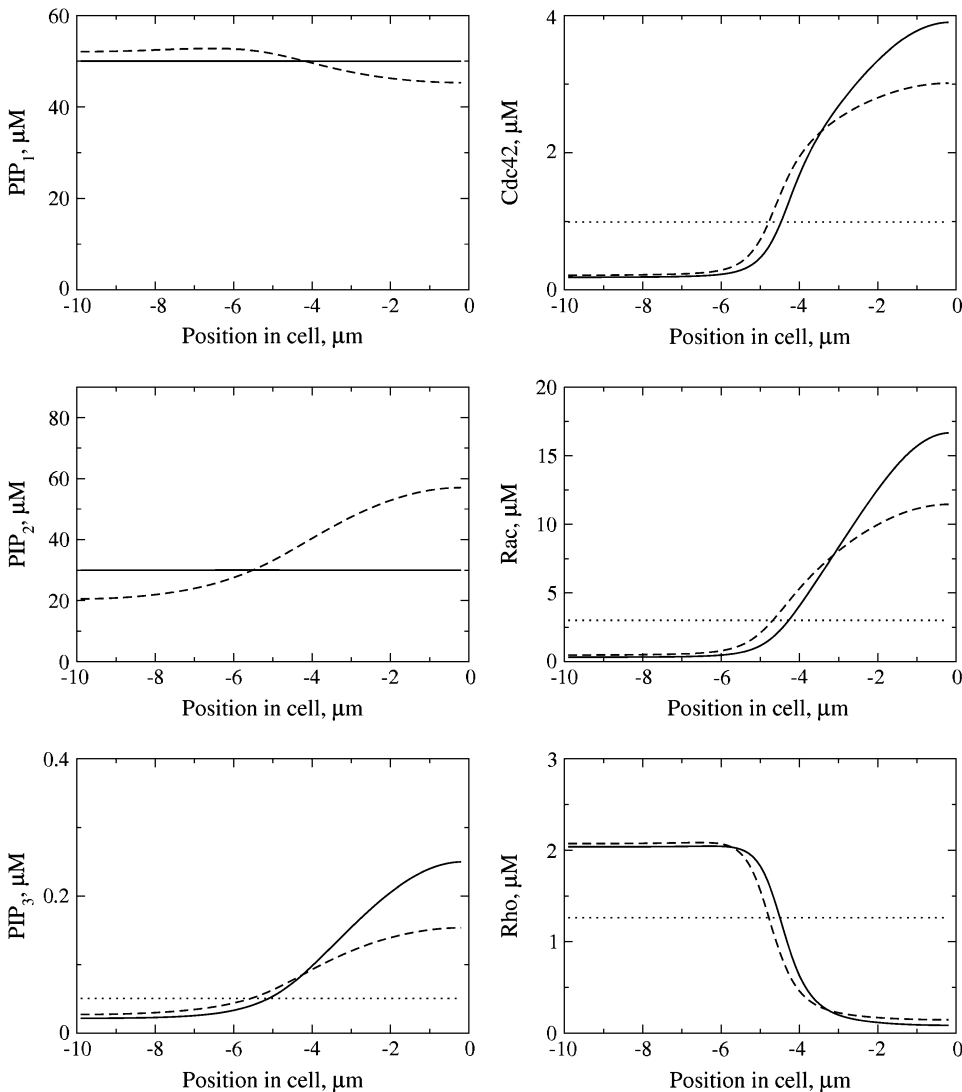 60
40
20
0
PIP1, μM
-10 -8 -6 -4 -2 0
Position in cell, μm
4
2
0
Cdc42, μM
-10 -8 -6 -4 -2 0
Position in cell, μm
80
60
40
20
0
PIP2, μM
-10 -8 -6 -4 -2 0
Position in cell, μm
20
15
10
5
0
Rac, μM
-10 -8 -6 -4 -2 0
Position in cell, μm
0.4
0.2
0
PIP3, μM
-10 -8 -6 -4 -2 0
Position in cell, μm
3
2
1
0
Rho, μM
-10 -8 -6 -4 -2 0
Position in cell, μm